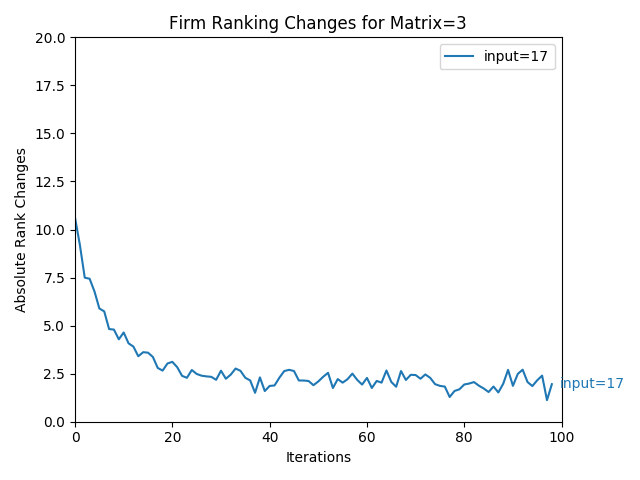 Firm Ranking Changes for Matrix=3
input=17
Absolute Rank Changes
20.0
17.5
15.0
12.5
10.0
7.5
5.0
2.5
0.0
input=17
0 20 40 60 80 100
Iterations